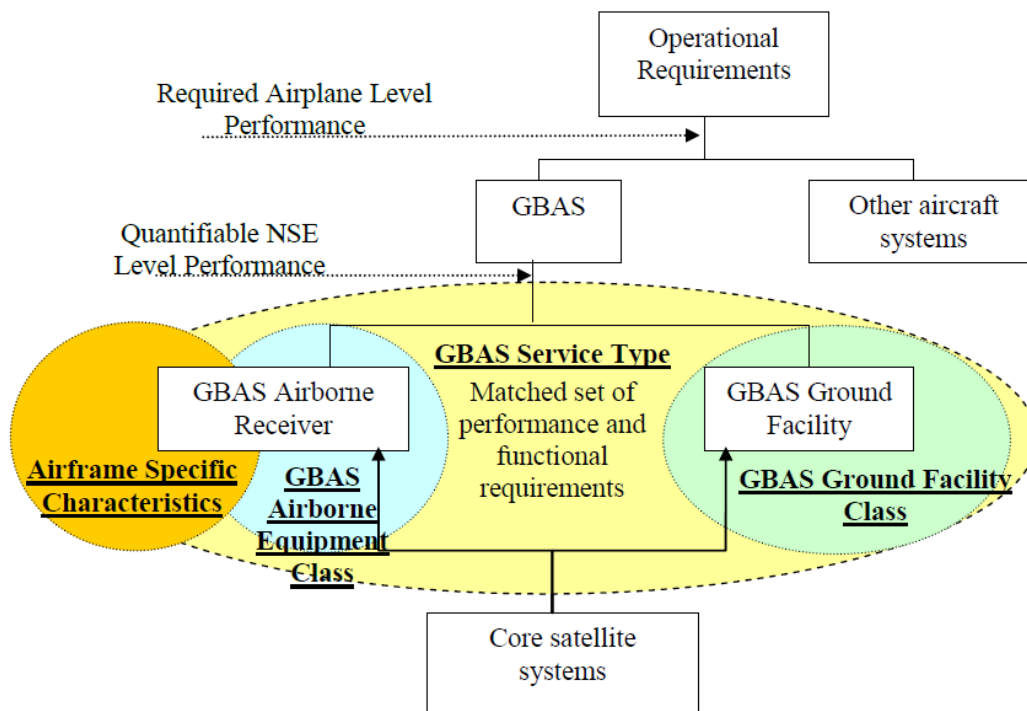 Operational
Requirements
Required Airplane Level
Performance
GBAS
Other aircraft
systems
Quantifiable NSE
Level Performance
GBAS Service Type
Matched set of
performance and
functional
requirements
GBAS Airborne
Receiver
GBAS Ground
Facility
Airframe Specific
Characteristics
GBAS
Airborne
Equipment
Class
GBAS Ground Facility
Class
Core satellite
systems